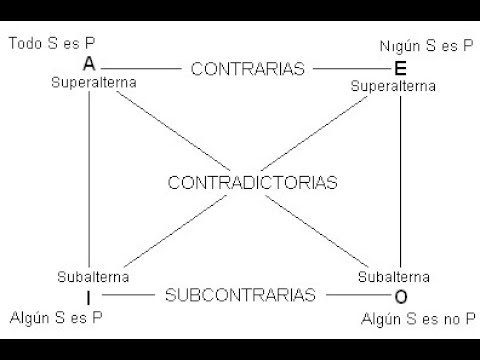 Todo S es P
Nigún S es P
A
CONTRARIAS
E
Superalterna
Superalterna
CONTRADICTORIAS
Subalterna
Subalterna
I
SUBCONTRARIAS
O
Algún S es P
Algún S es no P